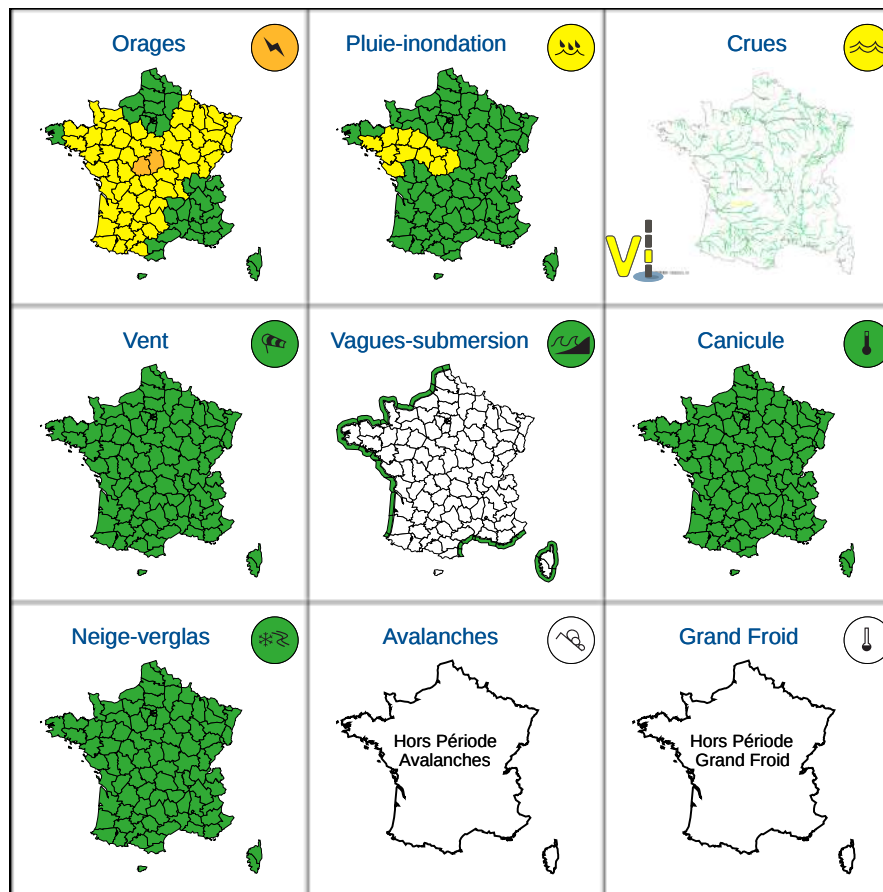 Orages
Pluie-inondation
Crues
Vi
Vent
Vagues-submersion
Canicule
Neige-verglas
Avalanches
Grand Froid
Hors Période
Avalanches
Hors Période
Grand Froid